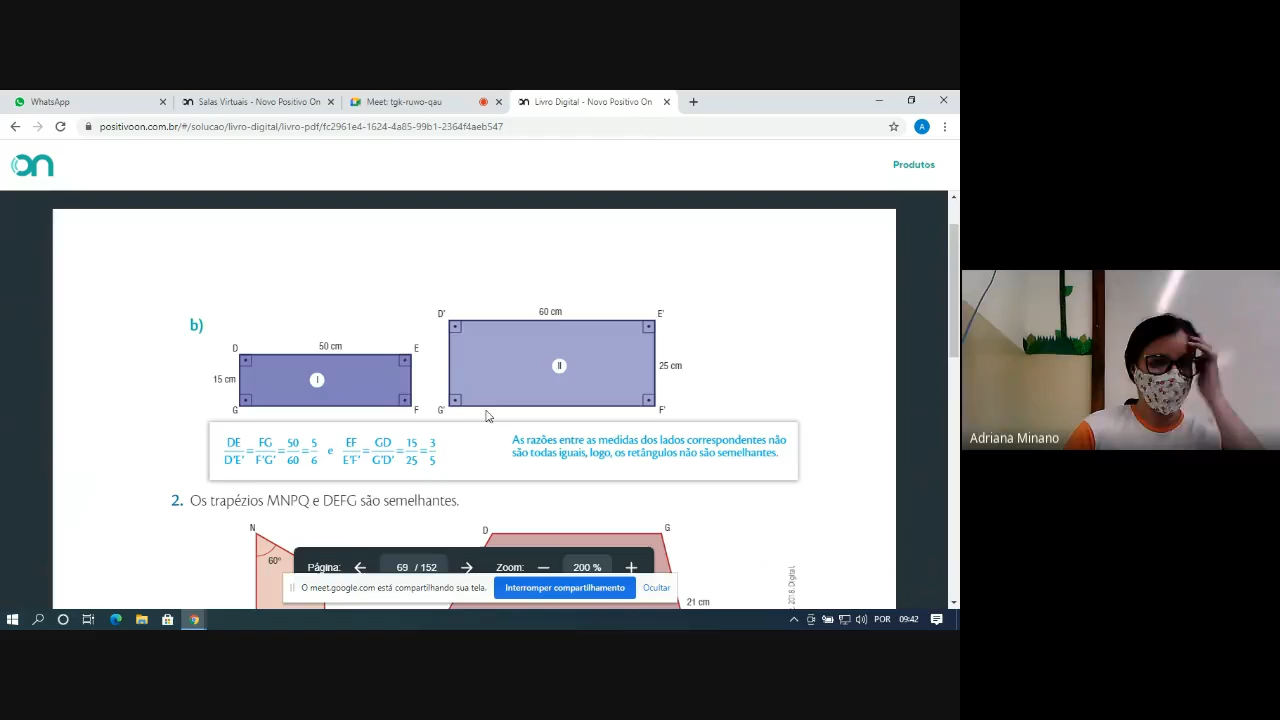 WhatsApp
Salas Virtuais - Novo Positivo On
Meet: tgk-ruwo-qau
Livro Digital - Novo Positivo On
positivoon.com.br/#/solucao/livro-digital/livro-pdf/fc2961e4-1624-4a85-99b1-2364f4aeb547
A
on
Produtos
b)
D 50 cm E
15 cm
I
G F
D' 60 cm E'
II
25 cm
G' F'
DE/D'E' = FG/F'G' = 50/60 = 5/6 e EF/E'F' = GD/G'D' = 15/25 = 3/5
As razões entre as medidas dos lados correspondentes não
são todas iguais, logo, os retângulos não são semelhantes.
2. Os trapézios MNPQ e DEFG são semelhantes.
N
60°
D G
21 cm
Página: 69 / 152 Zoom: 200 %
O meet.google.com está compartilhando sua tela. Interromper compartilhamento Ocultar
2018. Digital.
POR 09:42
Adriana Minano